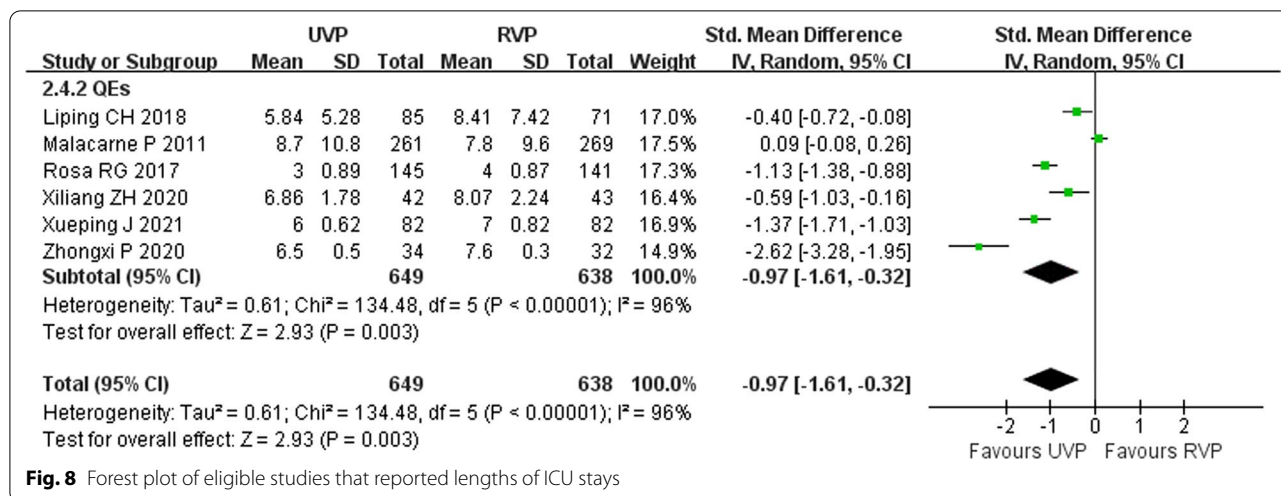 UVP RVP Std. Mean Difference Std. Mean Difference
Study or Subgroup Mean SD Total Mean SD Total Weight IV, Random, 95% CI IV, Random, 95% CI
2.4.2 QEs
Liping CH 2018 5.84 5.28 85 8.41 7.42 71 17.0% -0.40 [-0.72, -0.08]
Malacarne P 2011 8.7 10.8 261 7.8 9.6 269 17.5% 0.09 [-0.08, 0.26]
Rosa RG 2017 3 0.89 145 4 0.87 141 17.3% -1.13 [-1.38, -0.88]
Xiliang ZH 2020 6.86 1.78 42 8.07 2.24 43 16.4% -0.59 [-1.03, -0.16]
Xueping J 2021 6 0.62 82 7 0.82 82 16.9% -1.37 [-1.71, -1.03]
Zhongxi P 2020 6.5 0.5 34 7.6 0.3 32 14.9% -2.62 [-3.28, -1.95]
Subtotal (95% CI) 649 638 100.0% -0.97 [-1.61, -0.32]
Heterogeneity: Tau² = 0.61; Chi² = 134.48, df = 5 (P < 0.00001); I² = 96%
Test for overall effect: Z = 2.93 (P = 0.003)
Total (95% CI) 649 638 100.0% -0.97 [-1.61, -0.32]
Heterogeneity: Tau² = 0.61; Chi² = 134.48, df = 5 (P < 0.00001); I² = 96%
Test for overall effect: Z = 2.93 (P = 0.003)
-2 -1 0 1 2
Favours UVP Favours RVP
Fig. 8 Forest plot of eligible studies that reported lengths of ICU stays